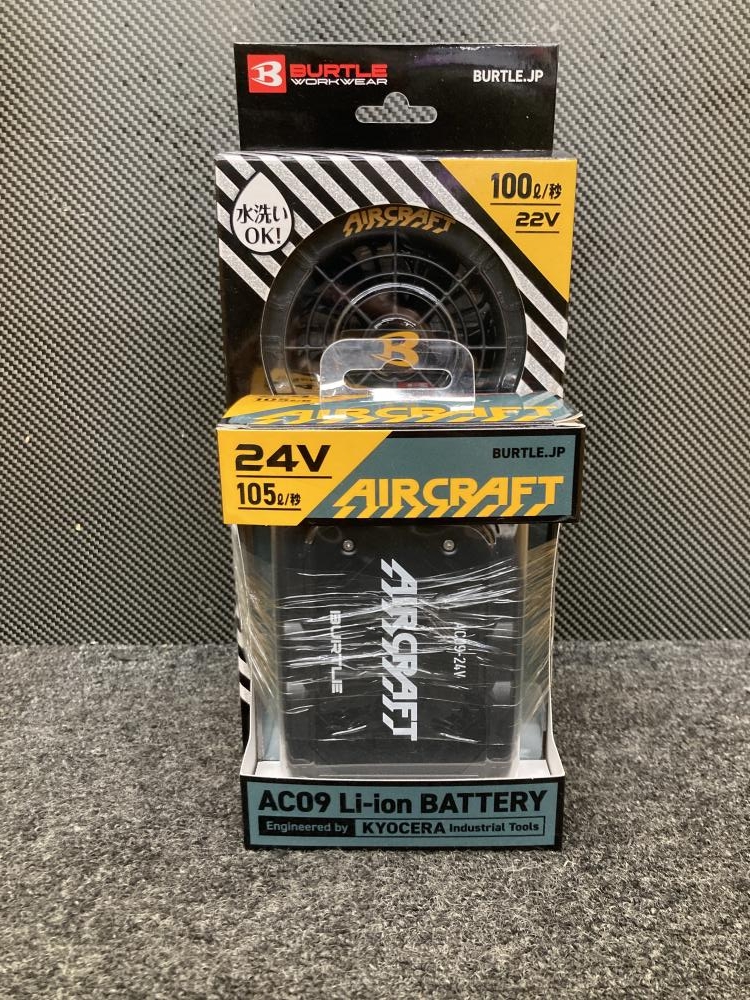 BURTLE
WORKWEAR
BURTLE.JP
100ℓ/秒
22V
水洗い
OK!
AIRCRAFT
B
AIRCRAFT
24V
105ℓ/秒
BURTLE.JP
AIRCRAFT
AIRCRAFT
BURTLE
AC09-24V
AC09 Li-ion BATTERY
Engineered by KYOCERA Industrial Tools